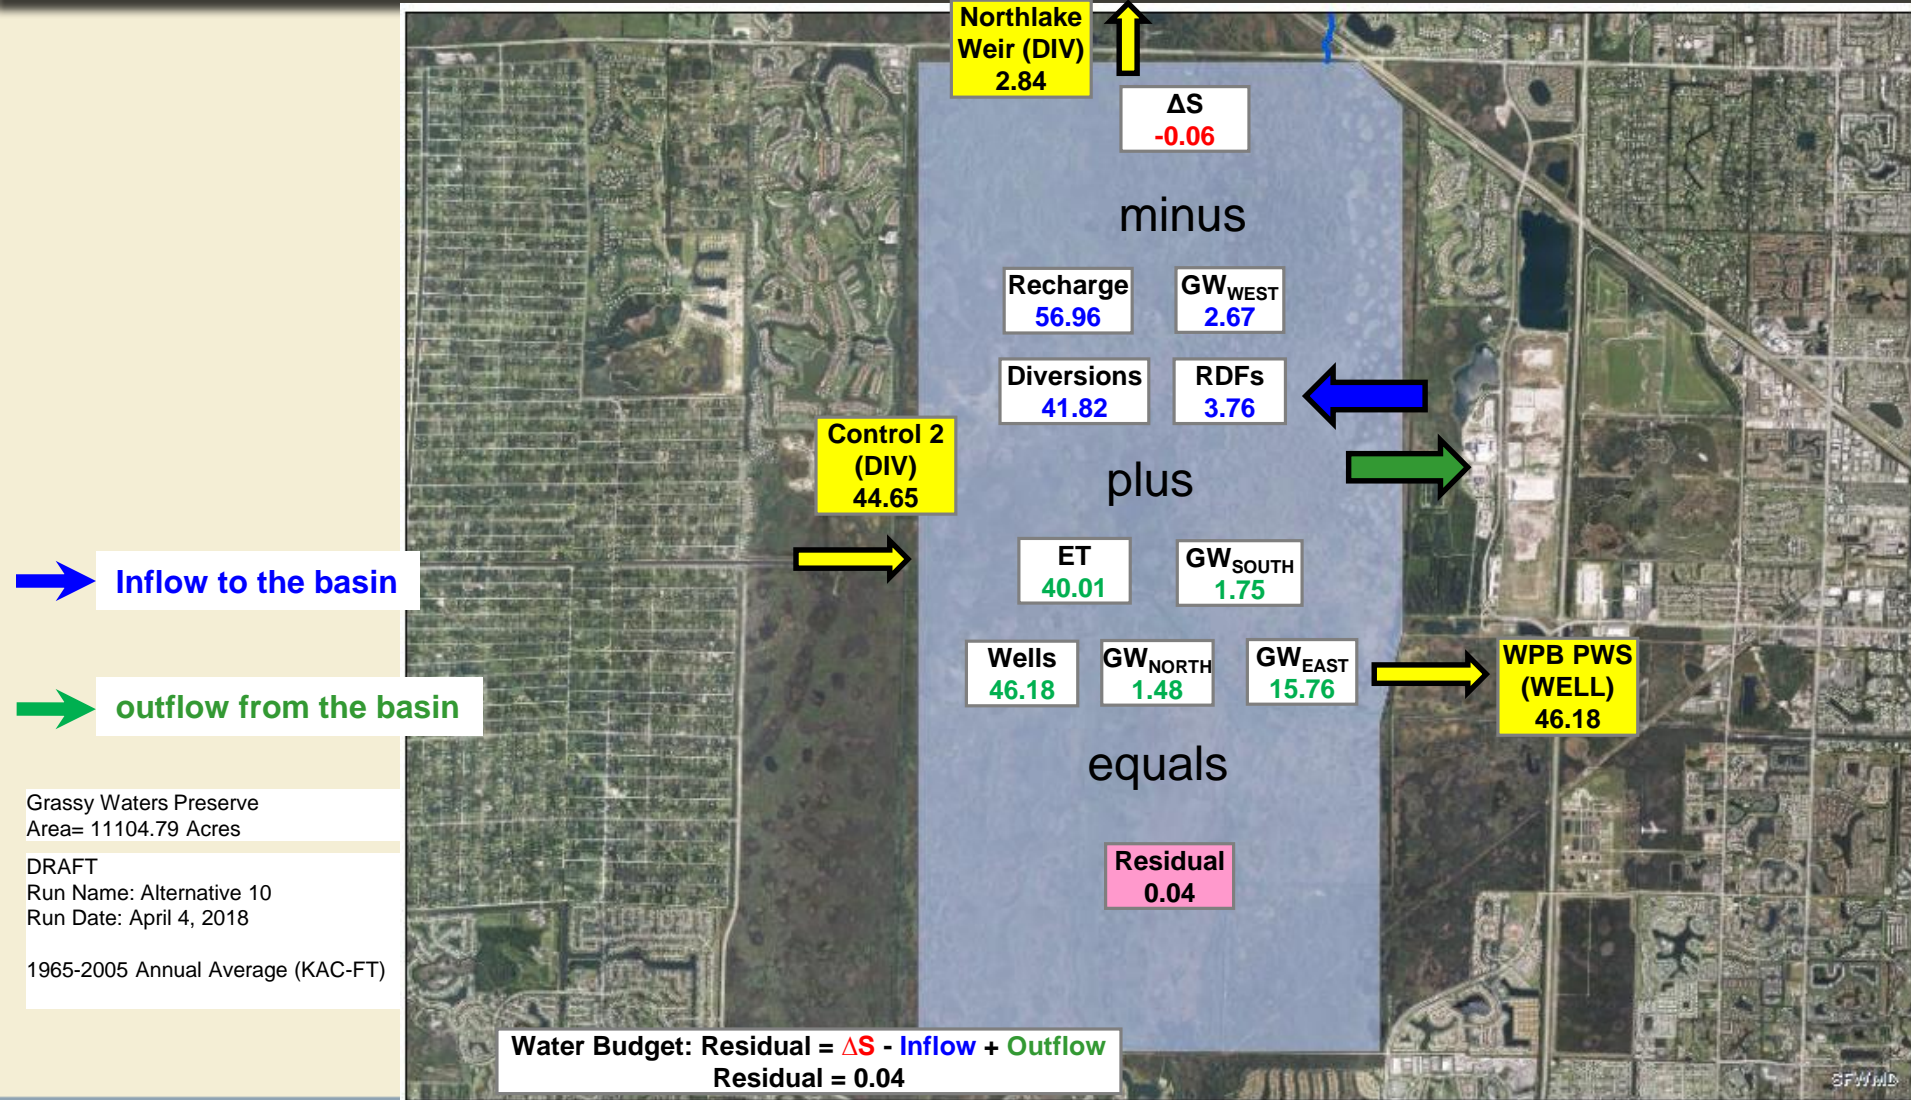 Northlake
Weir (DIV)
2.84
ΔS
-0.06
minus
Recharge
56.96
GWWEST
2.67
Diversions
41.82
RDFs
3.76
Control 2
(DIV)
44.65
plus
ET
40.01
GWSOUTH
1.75
Inflow to the basin
Wells
46.18
GWNORTH
1.48
GWEAST
15.76
WPB PWS
(WELL)
46.18
outflow from the basin
equals
Grassy Waters Preserve
Area= 11104.79 Acres
DRAFT
Run Name: Alternative 10
Run Date: April 4, 2018
1965-2005 Annual Average (KAC-FT)
Residual
0.04
Water Budget: Residual = ΔS - Inflow + Outflow
Residual = 0.04
SFWMD